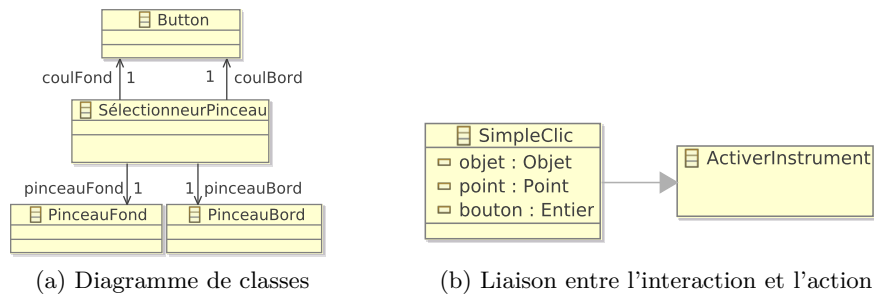 Button
coulFond 1 1 coulBord
SélectionneurPinceau
pinceauFond 1 1 pinceauBord
PinceauFond PinceauBord
(a) Diagramme de classes
SimpleClic
objet : Objet
point : Point
bouton : Entier
ActiverInstrument
(b) Liaison entre l'interaction et l'action